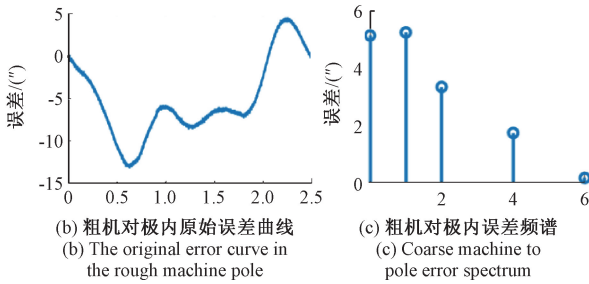 误差/(″)
5
0
-5
-10
-15
0 0.5 1.0 1.5 2.0 2.5
(b) 粗机对极内原始误差曲线
(b) The original error curve in
the rough machine pole
误差/(″)
6
4
2
0
2 4 6
(c) 粗机对极内误差频谱
(c) Coarse machine to
pole error spectrum